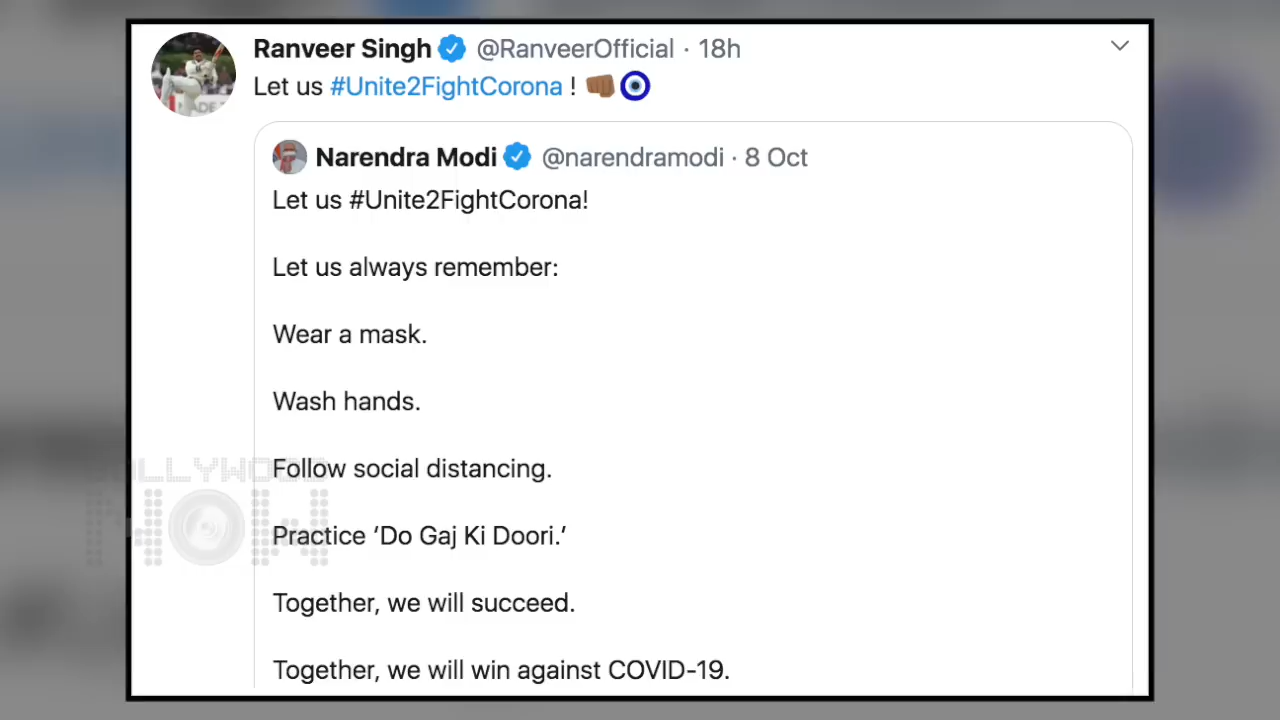 Ranveer Singh @RanveerOfficial · 18h
Let us #Unite2FightCorona ! 👊🏾🧿
Narendra Modi @narendramodi · 8 Oct
Let us #Unite2FightCorona!
Let us always remember:
Wear a mask.
Wash hands.
Follow social distancing.
Practice ‘Do Gaj Ki Doori.’
Together, we will succeed.
Together, we will win against COVID-19.
BOLLYWOOD
NOW